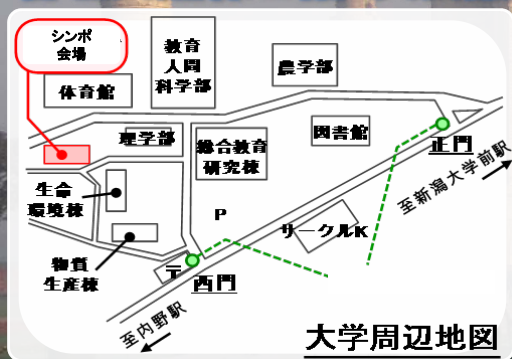 シンポ
会場
教育
人間
科学部
農学部
体育館
理学部
総合教育
研究棟
図書館
正門
至新潟大学前駅
生命
環境棟
P
サークルK
物質
生産棟
〒
西門
至内野駅
大学周辺地図